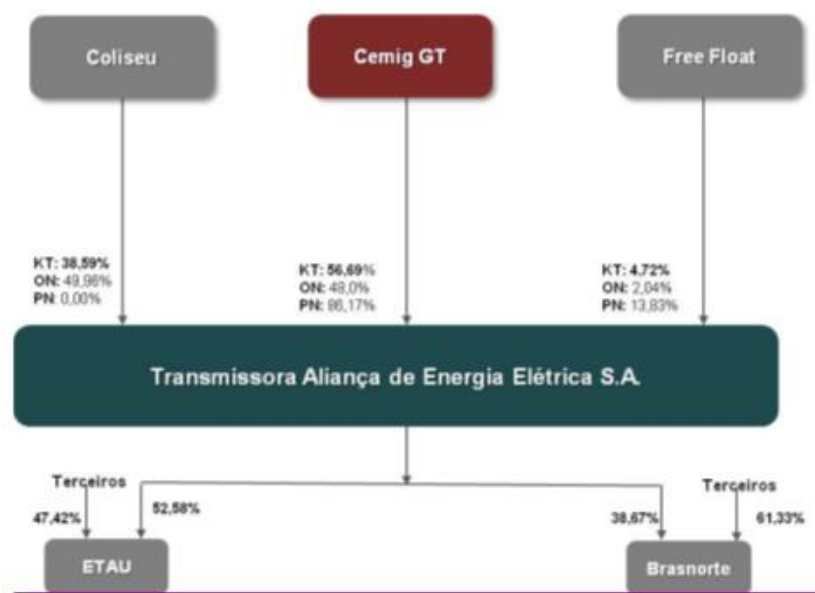 Coliseu
Cemig GT
Free Float
KT: 38,59%
ON: 49,96%
PN: 0,00%
KT: 56,69%
ON: 48,0%
PN: 86,17%
KT: 4,72%
ON: 2,04%
PN: 13,83%
Transmissora Aliança de Energia Elétrica S.A.
Terceiros
47,42%
52,58%
Terceiros
38,67%
61,33%
ETAU
Brasnorte